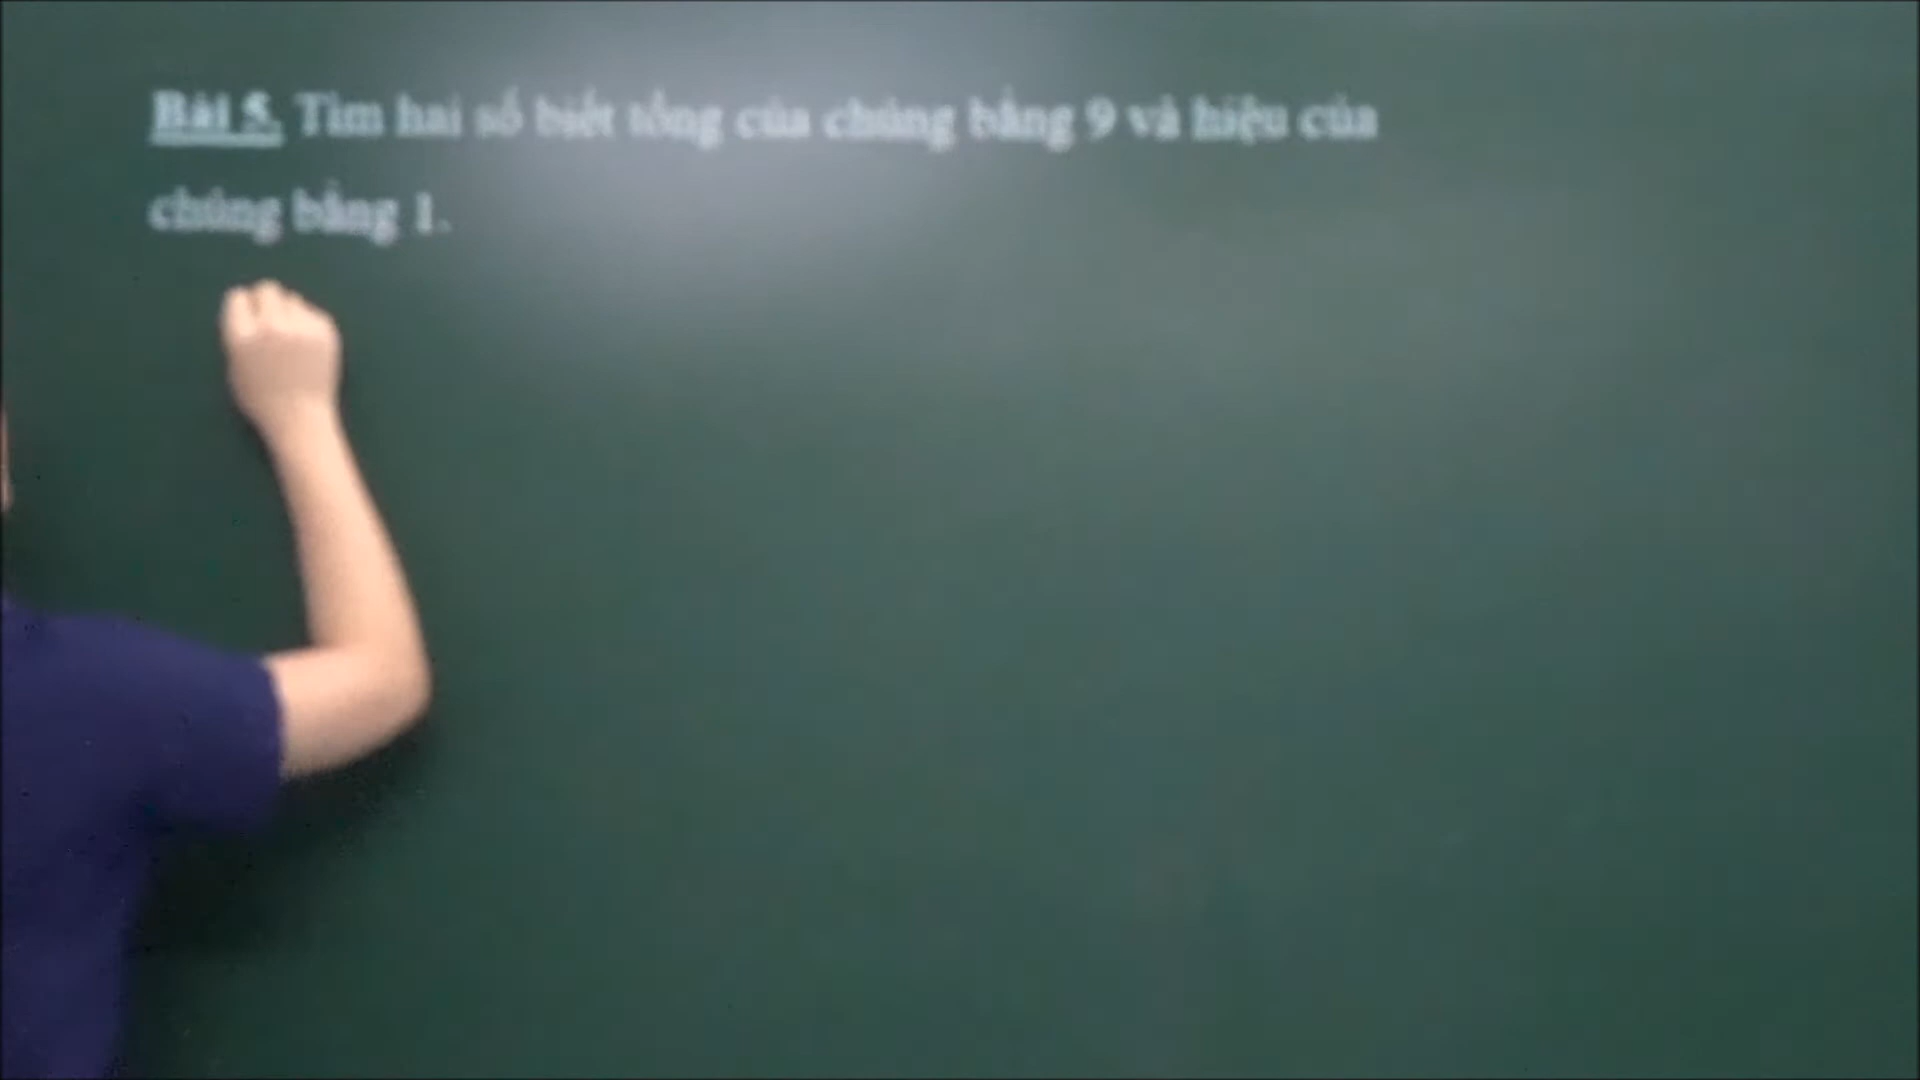 Bài 5. Tìm hai số biết tổng của chúng bằng 9 và hiệu của
chúng bằng 1.